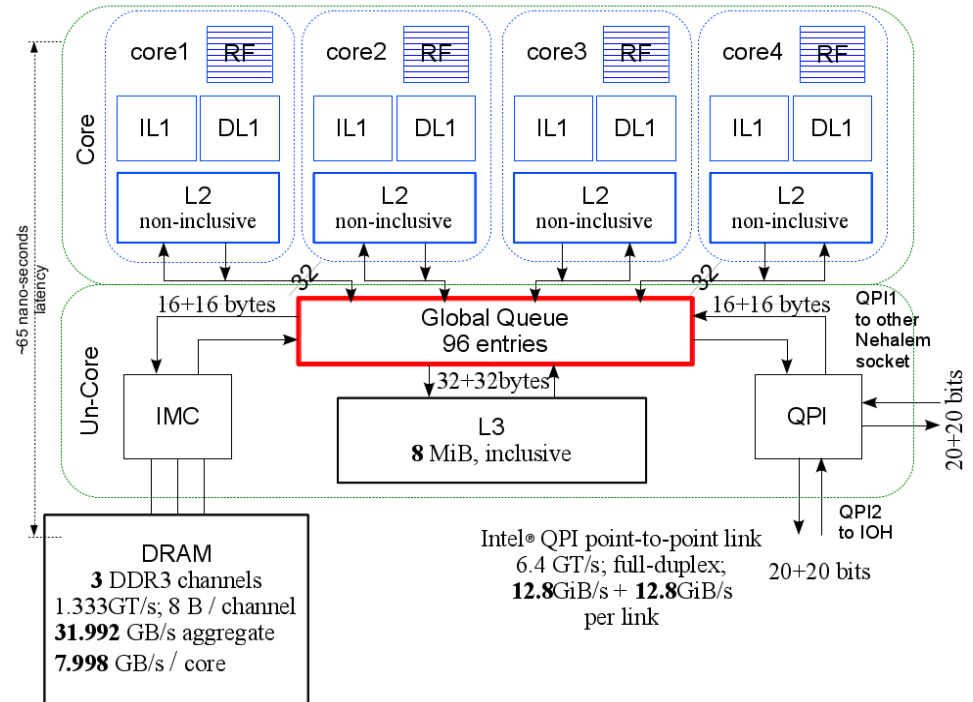 core1
RF
core2
RF
core3
RF
core4
RF
IL1
DL1
IL1
DL1
IL1
DL1
IL1
DL1
Core
L2
non-inclusive
L2
non-inclusive
L2
non-inclusive
L2
non-inclusive
~65 nano-seconds
latency
32
32
16+16 bytes
Global Queue
96 entries
16+16 bytes
QPI1
to other
Nehalem
socket
Un-Core
32+32bytes
IMC
L3
8 MiB, inclusive
QPI
20+20 bits
QPI2
to IOH
20+20 bits
DRAM
3 DDR3 channels
1.333GT/s; 8 B / channel
31.992 GB/s aggregate
7.998 GB/s / core
Intel® QPI point-to-point link
6.4 GT/s; full-duplex;
12.8GiB/s + 12.8GiB/s
per link